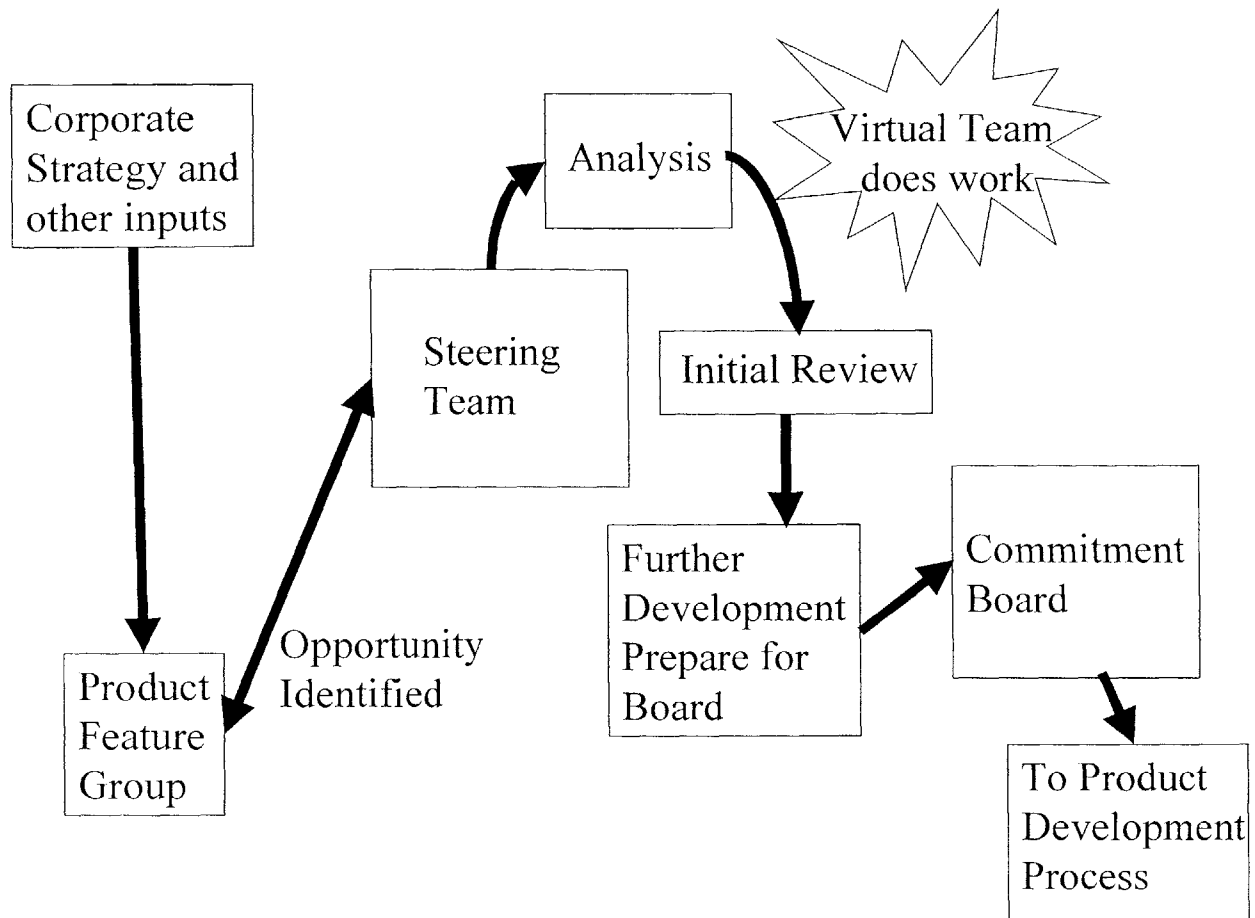 Corporate
Strategy and
other inputs
Analysis
Virtual Team
does work
Steering
Team
Initial Review
Further
Development
Prepare for
Board
Commitment
Board
Opportunity
Identified
Product
Feature
Group
To Product
Development
Process